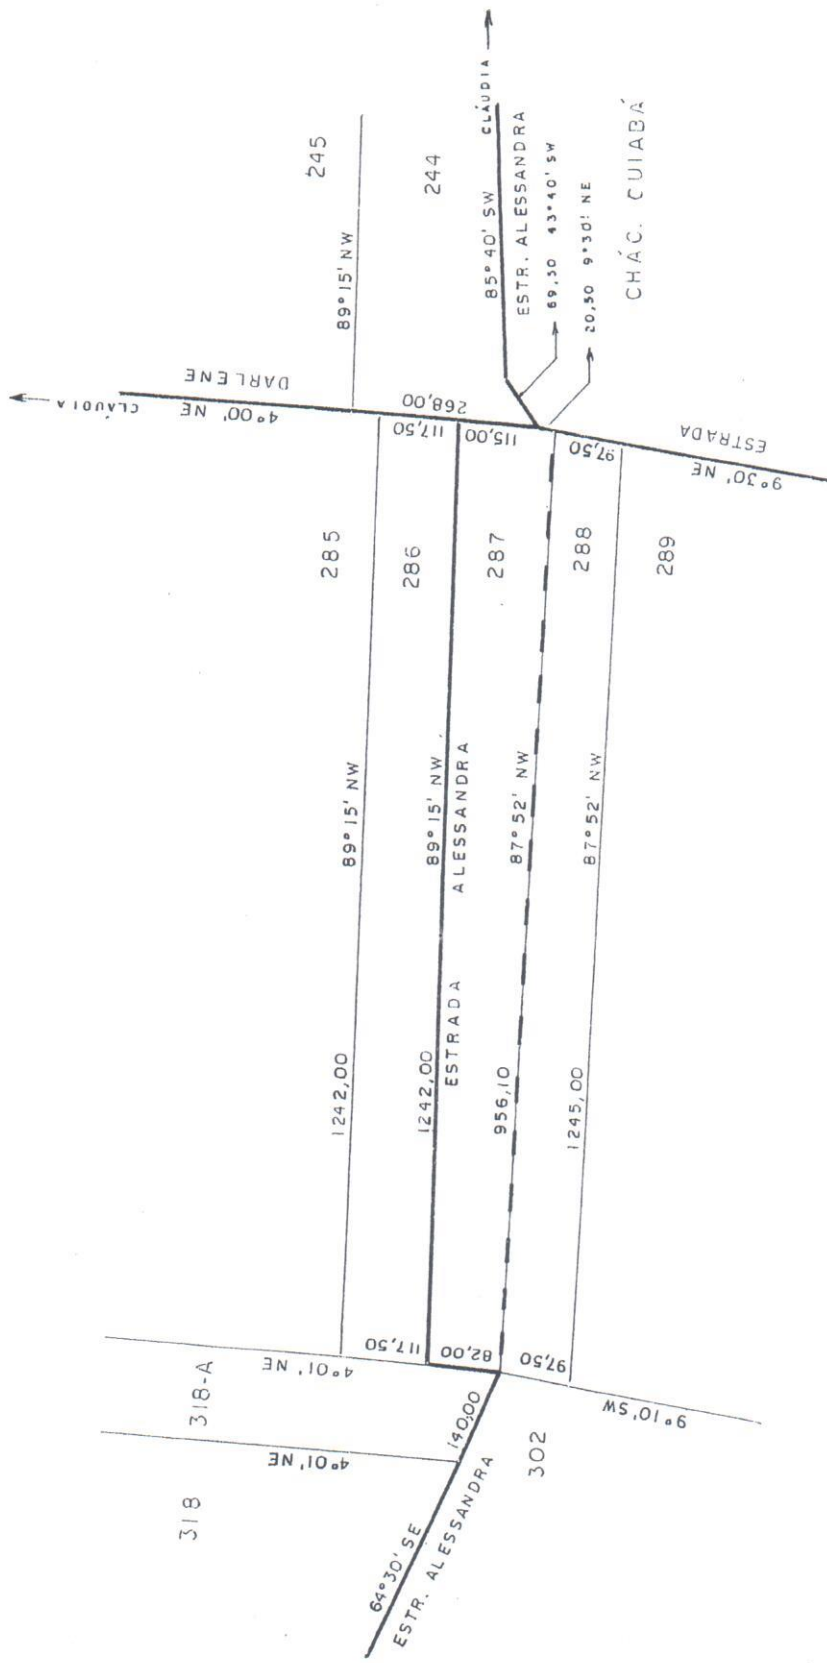 245
89°15' NW
244
CLÁUDIA
85°40' SW
ESTR. ALESSANDRA
69,50 43°40' SW
20,50 9°30' NE
CHÁC. CUIABÁ
CLÁUDIA
4°00' NE
DARLENE
268,00
ESTRADA
9°30' NE
117,50
115,00
97,50
285
286
287
288
289
1242,00
89°15' NW
1242,00
89°15' NW
ESTRADA ALESSANDRA
956,10
87°52' NW
1245,00
87°52' NW
117,50
82,00
97,50
4°01' NE
318-A
4°01' NE
318
9°10' SW
302
140,00
64°30' SE
ESTR. ALESSANDRA